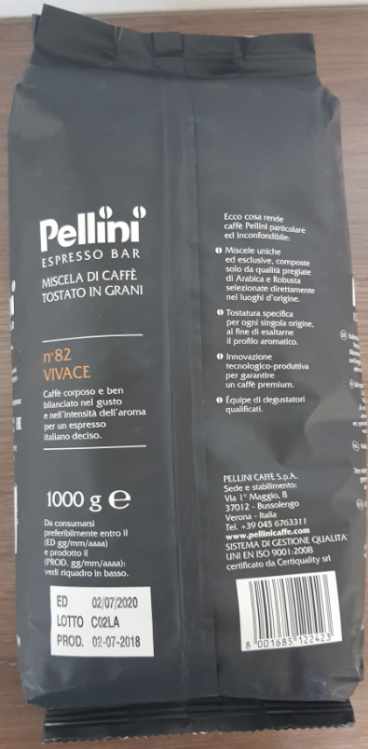 Pellini
ESPRESSO BAR
MISCELA DI CAFFÈ
TOSTATO IN GRANI
n°82
VIVACE
Caffè corposo e ben
bilanciato nel gusto
e nell'intensità dell'aroma
per un espresso
italiano deciso.
1000 g ℮
Da consumarsi
preferibilmente entro il
(ED gg/mm/aaaa)
e prodotto il
(PROD. gg/mm/aaaa):
vedi riquadro in basso.
ED 02/07/2020
LOTTO C02LA
PROD. 02-07-2018
Ecco cosa rende
caffè Pellini particolare
ed inconfondibile:
Miscele uniche
ed esclusive, composte
solo da qualità pregiate
di Arabica e Robusta
selezionate direttamente
nei luoghi d'origine.
Tostatura specifica
per ogni singola origine,
al fine di esaltarne
il profilo aromatico.
Innovazione
tecnologico-produttiva
per garantire
un caffè premium.
Équipe di degustatori
qualificati.
PELLINI CAFFÈ S.p.A.
Sede e stabilimento:
Via 1° Maggio, 8
37012 - Bussolengo
Verona - Italia
Tel. +39 045 6763311
www.pellinicaffe.com
SISTEMA DI GESTIONE QUALITA'
UNI EN ISO 9001:2008
certificato da Certiquality srl
8 001685 122423